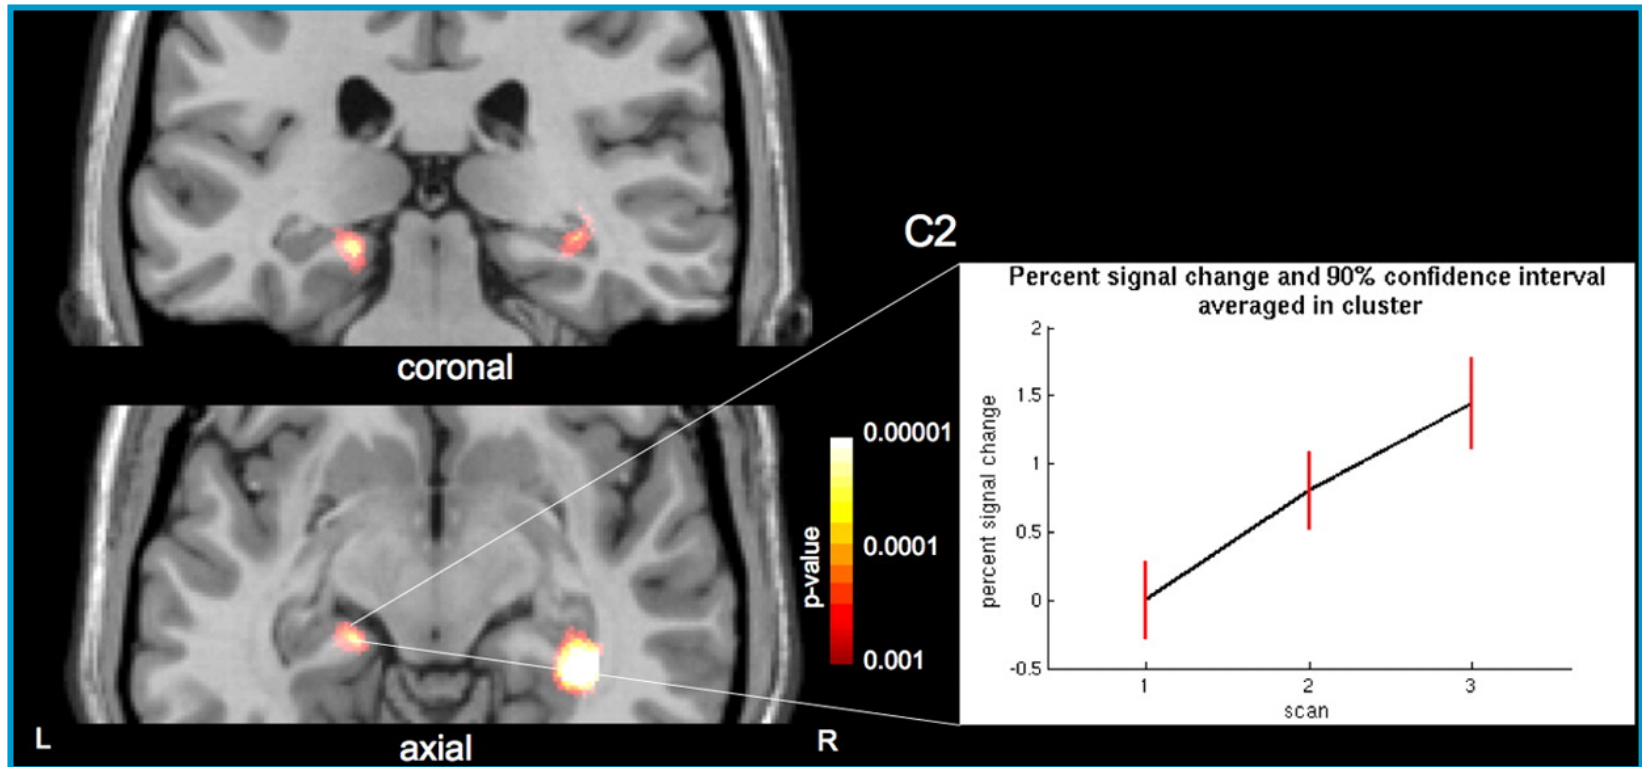 coronal
C2
Percent signal change and 90% confidence interval
averaged in cluster
2
1.5
1
0.5
0
-0.5
percent signal change
1
2
3
scan
0.00001
0.0001
0.001
p-value
L
axial
R